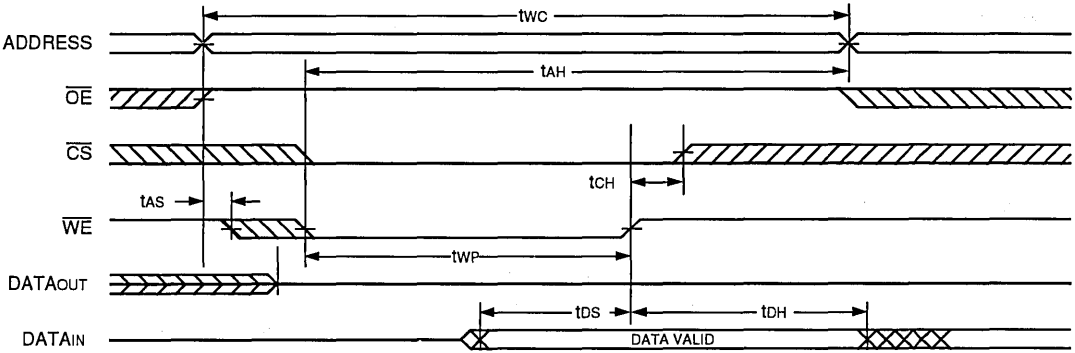 tWC
ADDRESS
tAH
OE
CS
tCH
tAS
WE
tWP
DATAOUT
tDS
tDH
DATAIN
DATA VALID